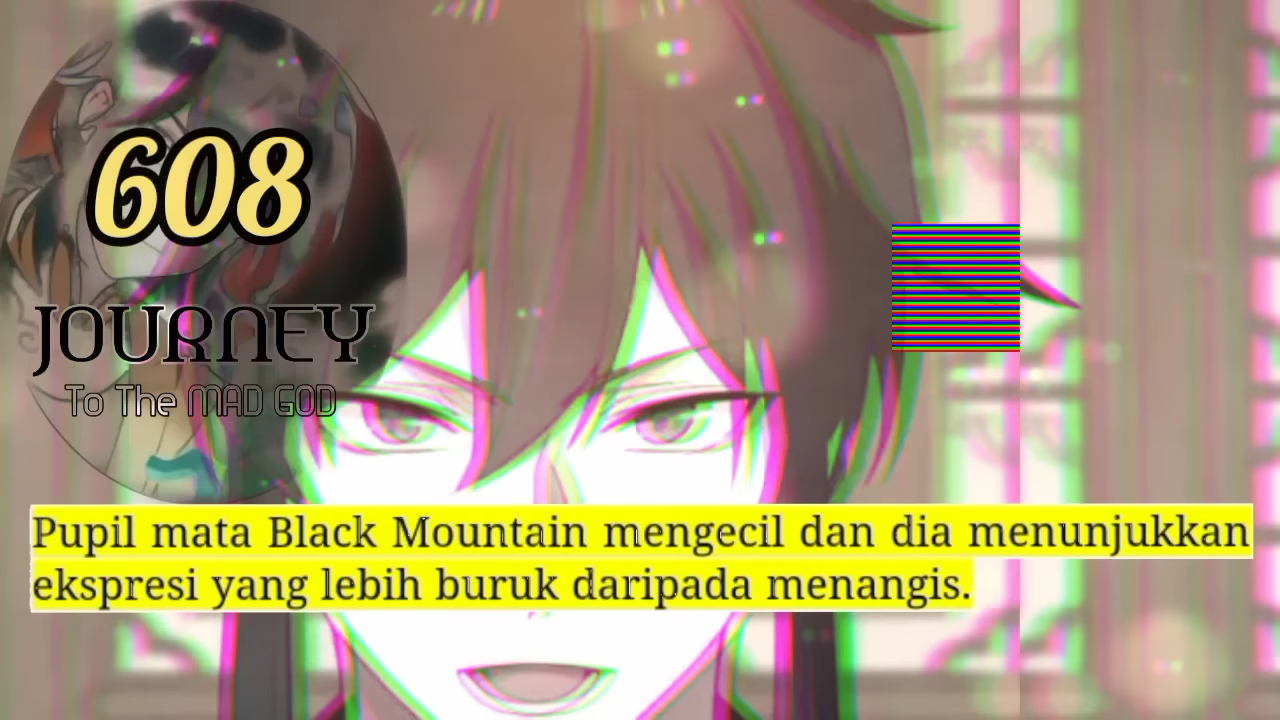 608
JOURNEY
To The MAD GOD
Pupil mata Black Mountain mengecil dan dia menunjukkan
ekspresi yang lebih buruk daripada menangis.